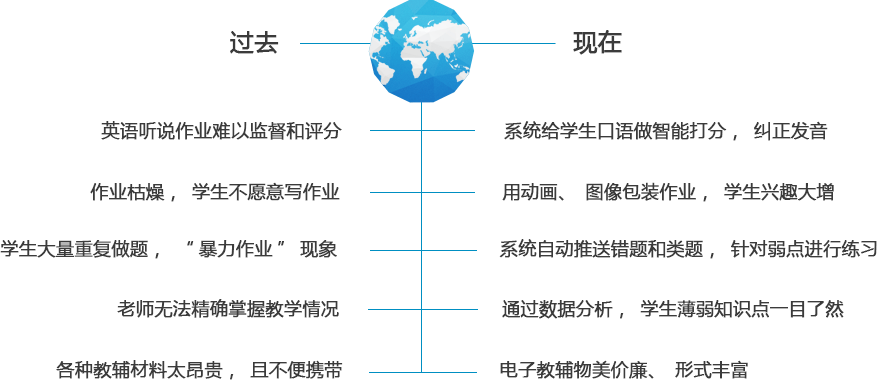 过去
现在
英语听说作业难以监督和评分
系统给学生口语做智能打分，纠正发音
作业枯燥，学生不愿意写作业
用动画、图像包装作业，学生兴趣大增
学生大量重复做题，“暴力作业”现象
系统自动推送错题和类题，针对弱点进行练习
老师无法精确掌握教学情况
通过数据分析，学生薄弱知识点一目了然
各种教辅材料太昂贵，且不便携带
电子教辅物美价廉、形式丰富